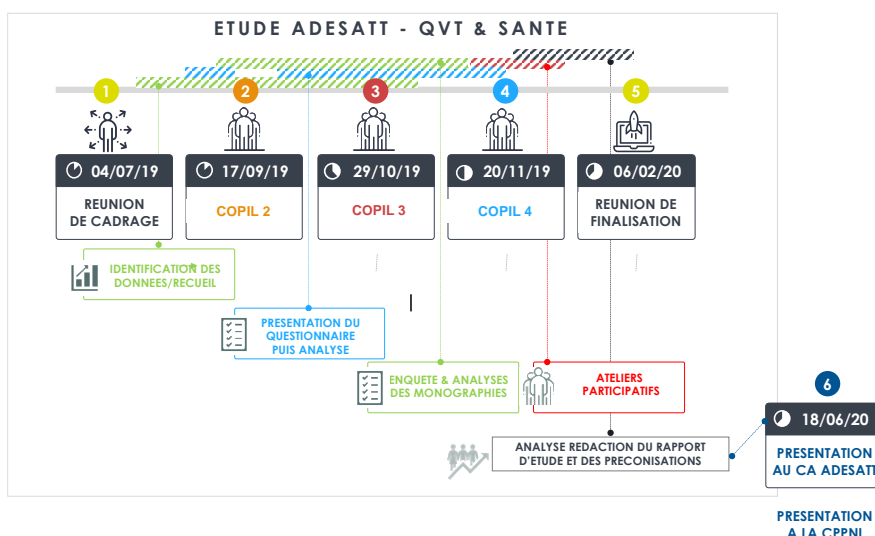 ETUDE ADESATT - QVT & SANTE
1
2
3
4
5
04/07/19
17/09/19
29/10/19
20/11/19
06/02/20
REUNION
DE CADRAGE
COPIL 2
COPIL 3
COPIL 4
REUNION DE
FINALISATION
IDENTIFICATION DES
DONNEES/RECUEIL
PRESENTATION DU
QUESTIONNAIRE
PUIS ANALYSE
ENQUETE & ANALYSES
DES MONOGRAPHIES
ATELIERS
PARTICIPATIFS
6
18/06/20
ANALYSE REDACTION DU RAPPORT
D'ETUDE ET DES PRECONISATIONS
PRESENTATION
AU CA ADESATT
PRESENTATION
A LA CPPNI